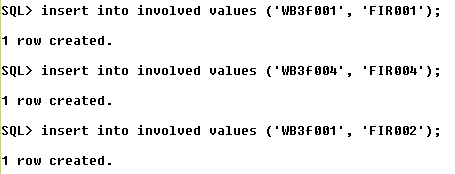 SQL> insert into involved values ('WB3f001', 'FIR001');
1 row created.
SQL> insert into involved values ('WB3f004', 'FIR004');
1 row created.
SQL> insert into involved values ('WB3f001', 'FIR002');
1 row created.